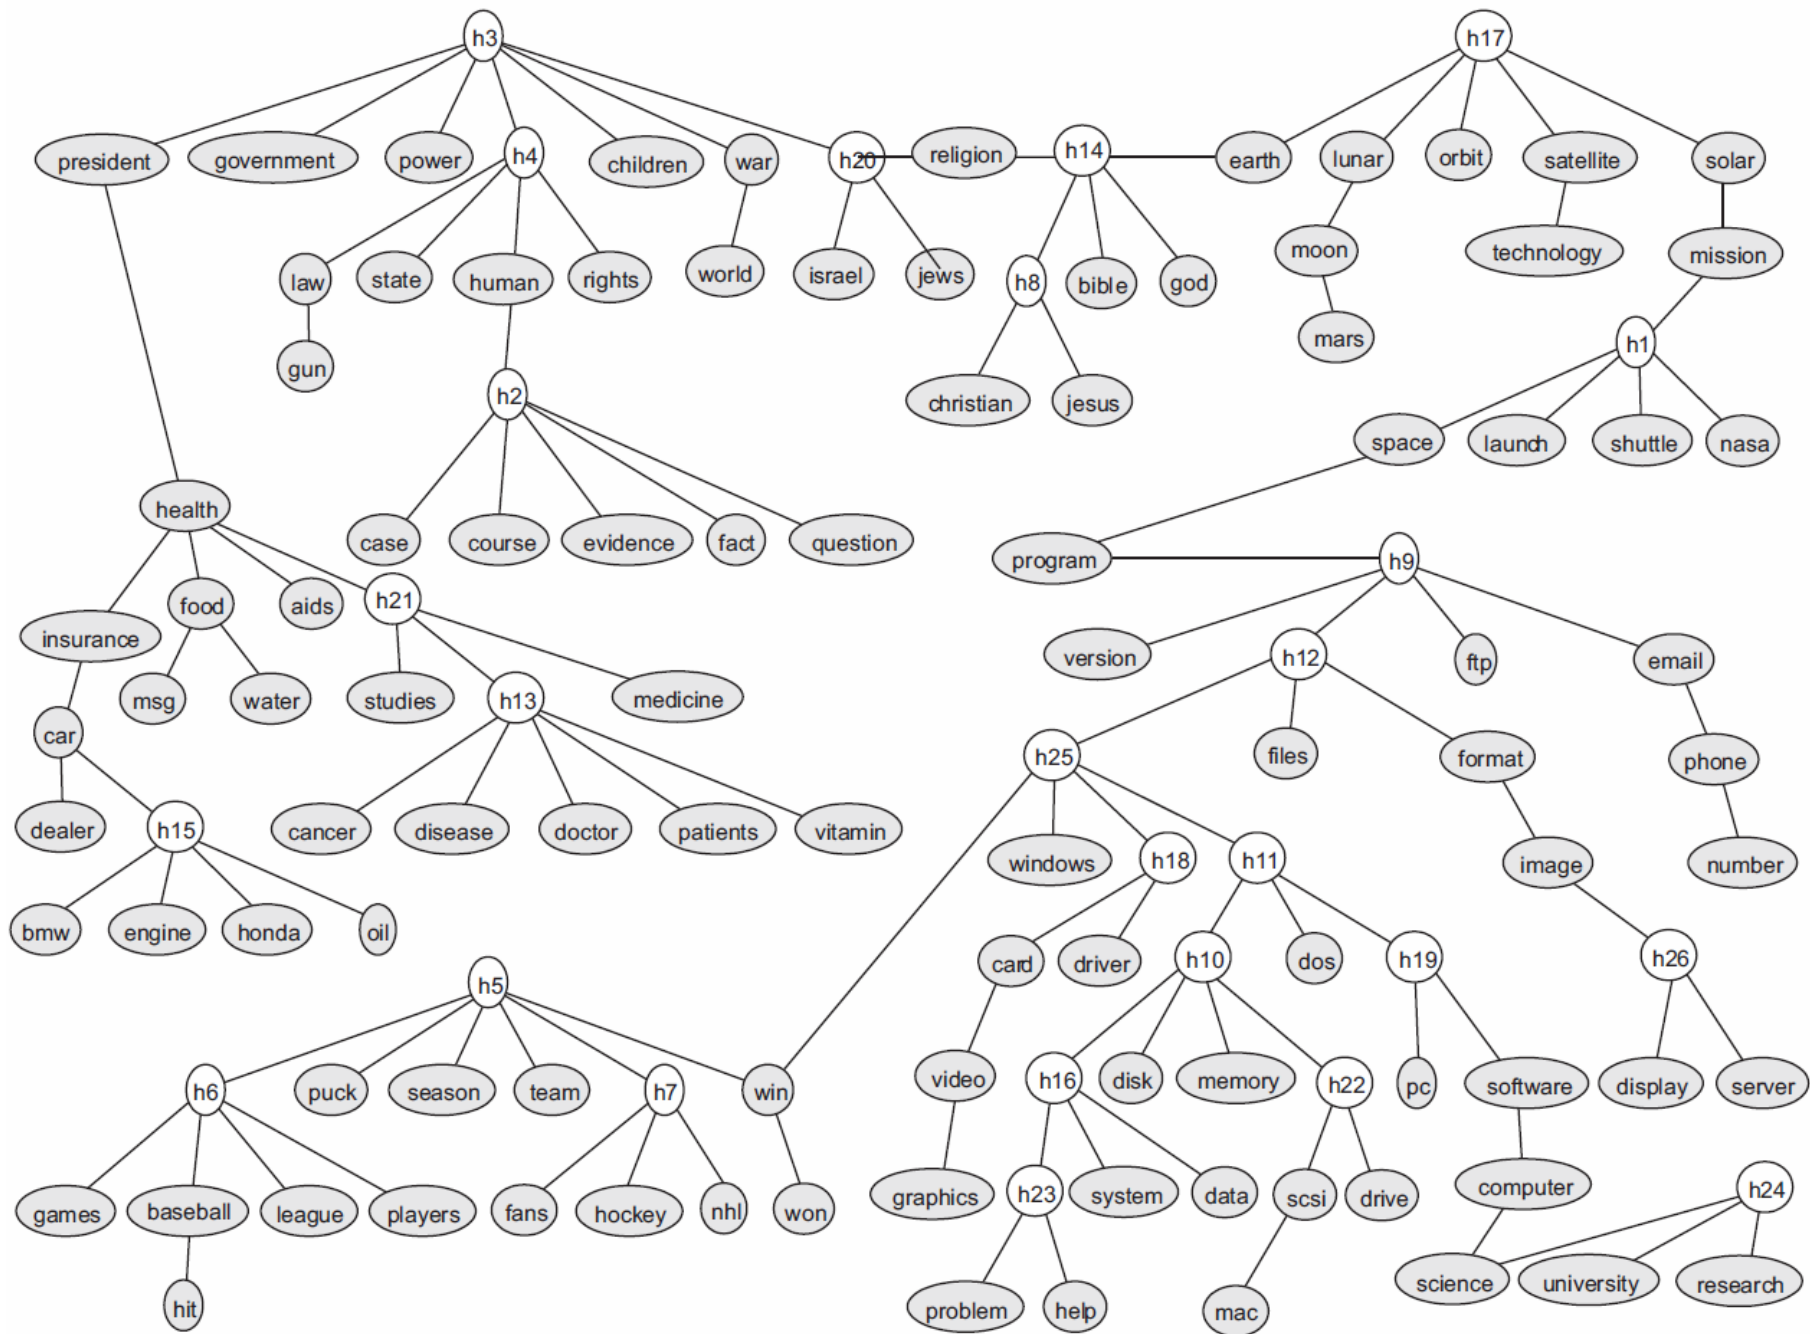 h3
h17
president
government
power
h4
children
war
h20
religion
h14
earth
lunar
orbit
satellite
solar
law
state
human
rights
world
israel
jews
h8
bible
god
moon
technology
mission
gun
mars
h1
h2
christian
jesus
space
launch
shuttle
nasa
health
case
course
evidence
fact
question
program
h9
insurance
food
aids
h21
version
h12
ftp
email
msg
water
studies
h13
medicine
car
h25
files
format
phone
dealer
h15
cancer
disease
doctor
patients
vitamin
windows
h18
h11
image
number
bmw
engine
honda
oil
card
driver
h10
dos
h19
h26
h5
h6
puck
season
team
h7
win
video
h16
disk
memory
h22
pc
software
display
server
games
baseball
league
players
fans
hockey
nhl
won
graphics
h23
system
data
scsi
drive
computer
h24
hit
problem
help
mac
science
university
research